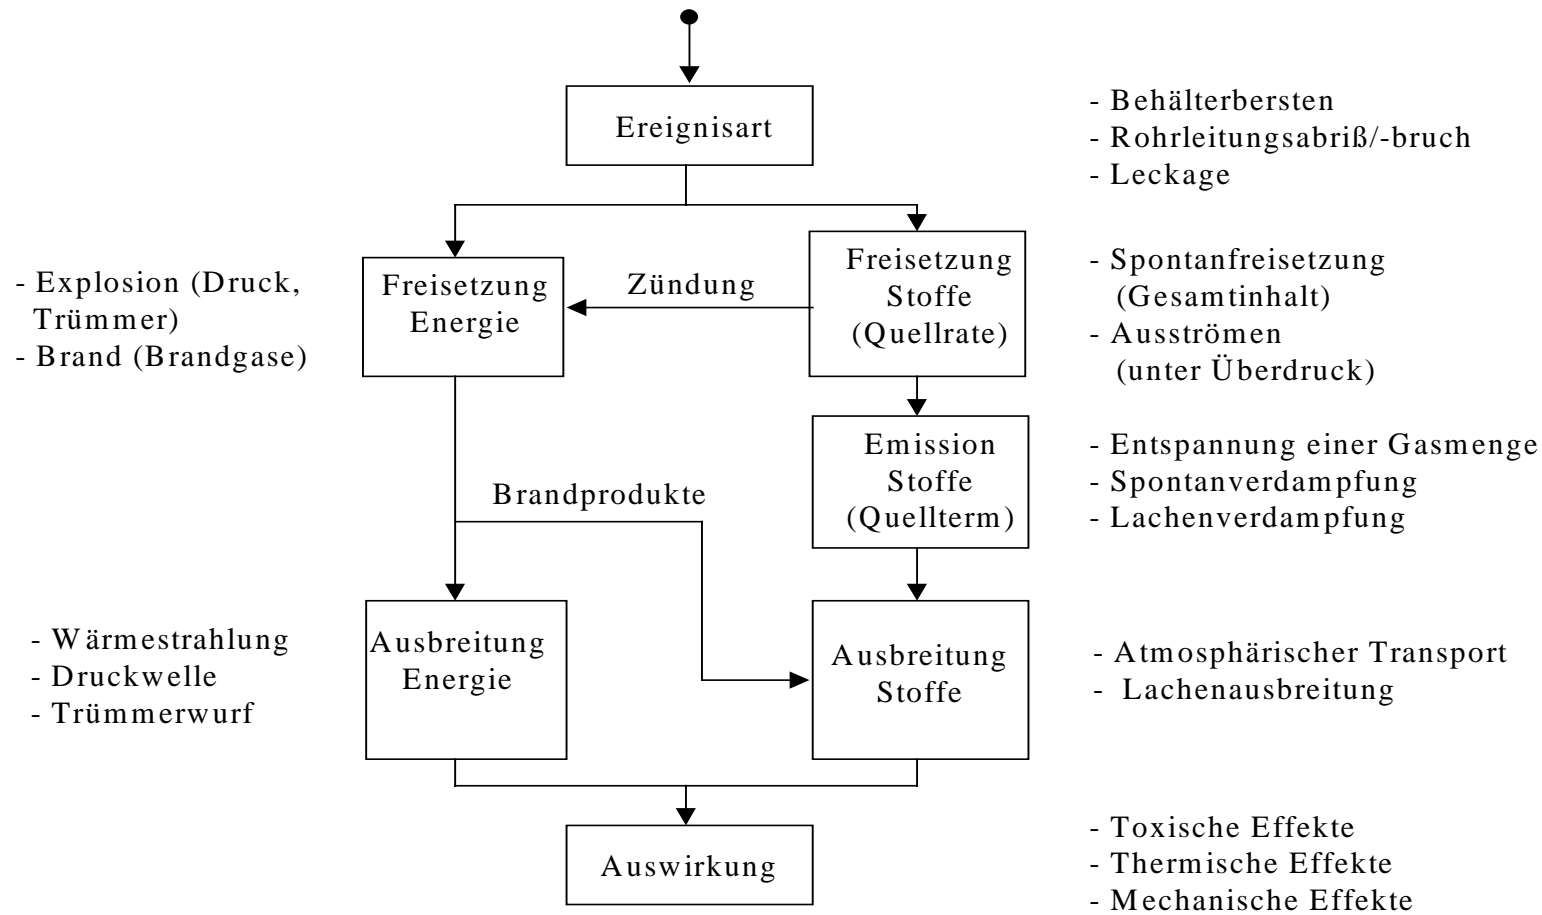 Ereignisart
- Behälterbersten
- Rohrleitungsabriß/-bruch
- Leckage
- Explosion (Druck,
Trümmer)
- Brand (Brandgase)
Freisetzung
Energie
Zündung
Freisetzung
Stoffe
(Quellrate)
- Spontanfreisetzung
(Gesamtinhalt)
- Ausströmen
(unter Überdruck)
Brandprodukte
Emission
Stoffe
(Quellterm)
- Entspannung einer Gasmenge
- Spontanverdampfung
- Lachenverdampfung
- Wärmestrahlung
- Druckwelle
- Trümmerwurf
Ausbreitung
Energie
Ausbreitung
Stoffe
- Atmosphärischer Transport
- Lachenausbreitung
Auswirkung
- Toxische Effekte
- Thermische Effekte
- Mechanische Effekte